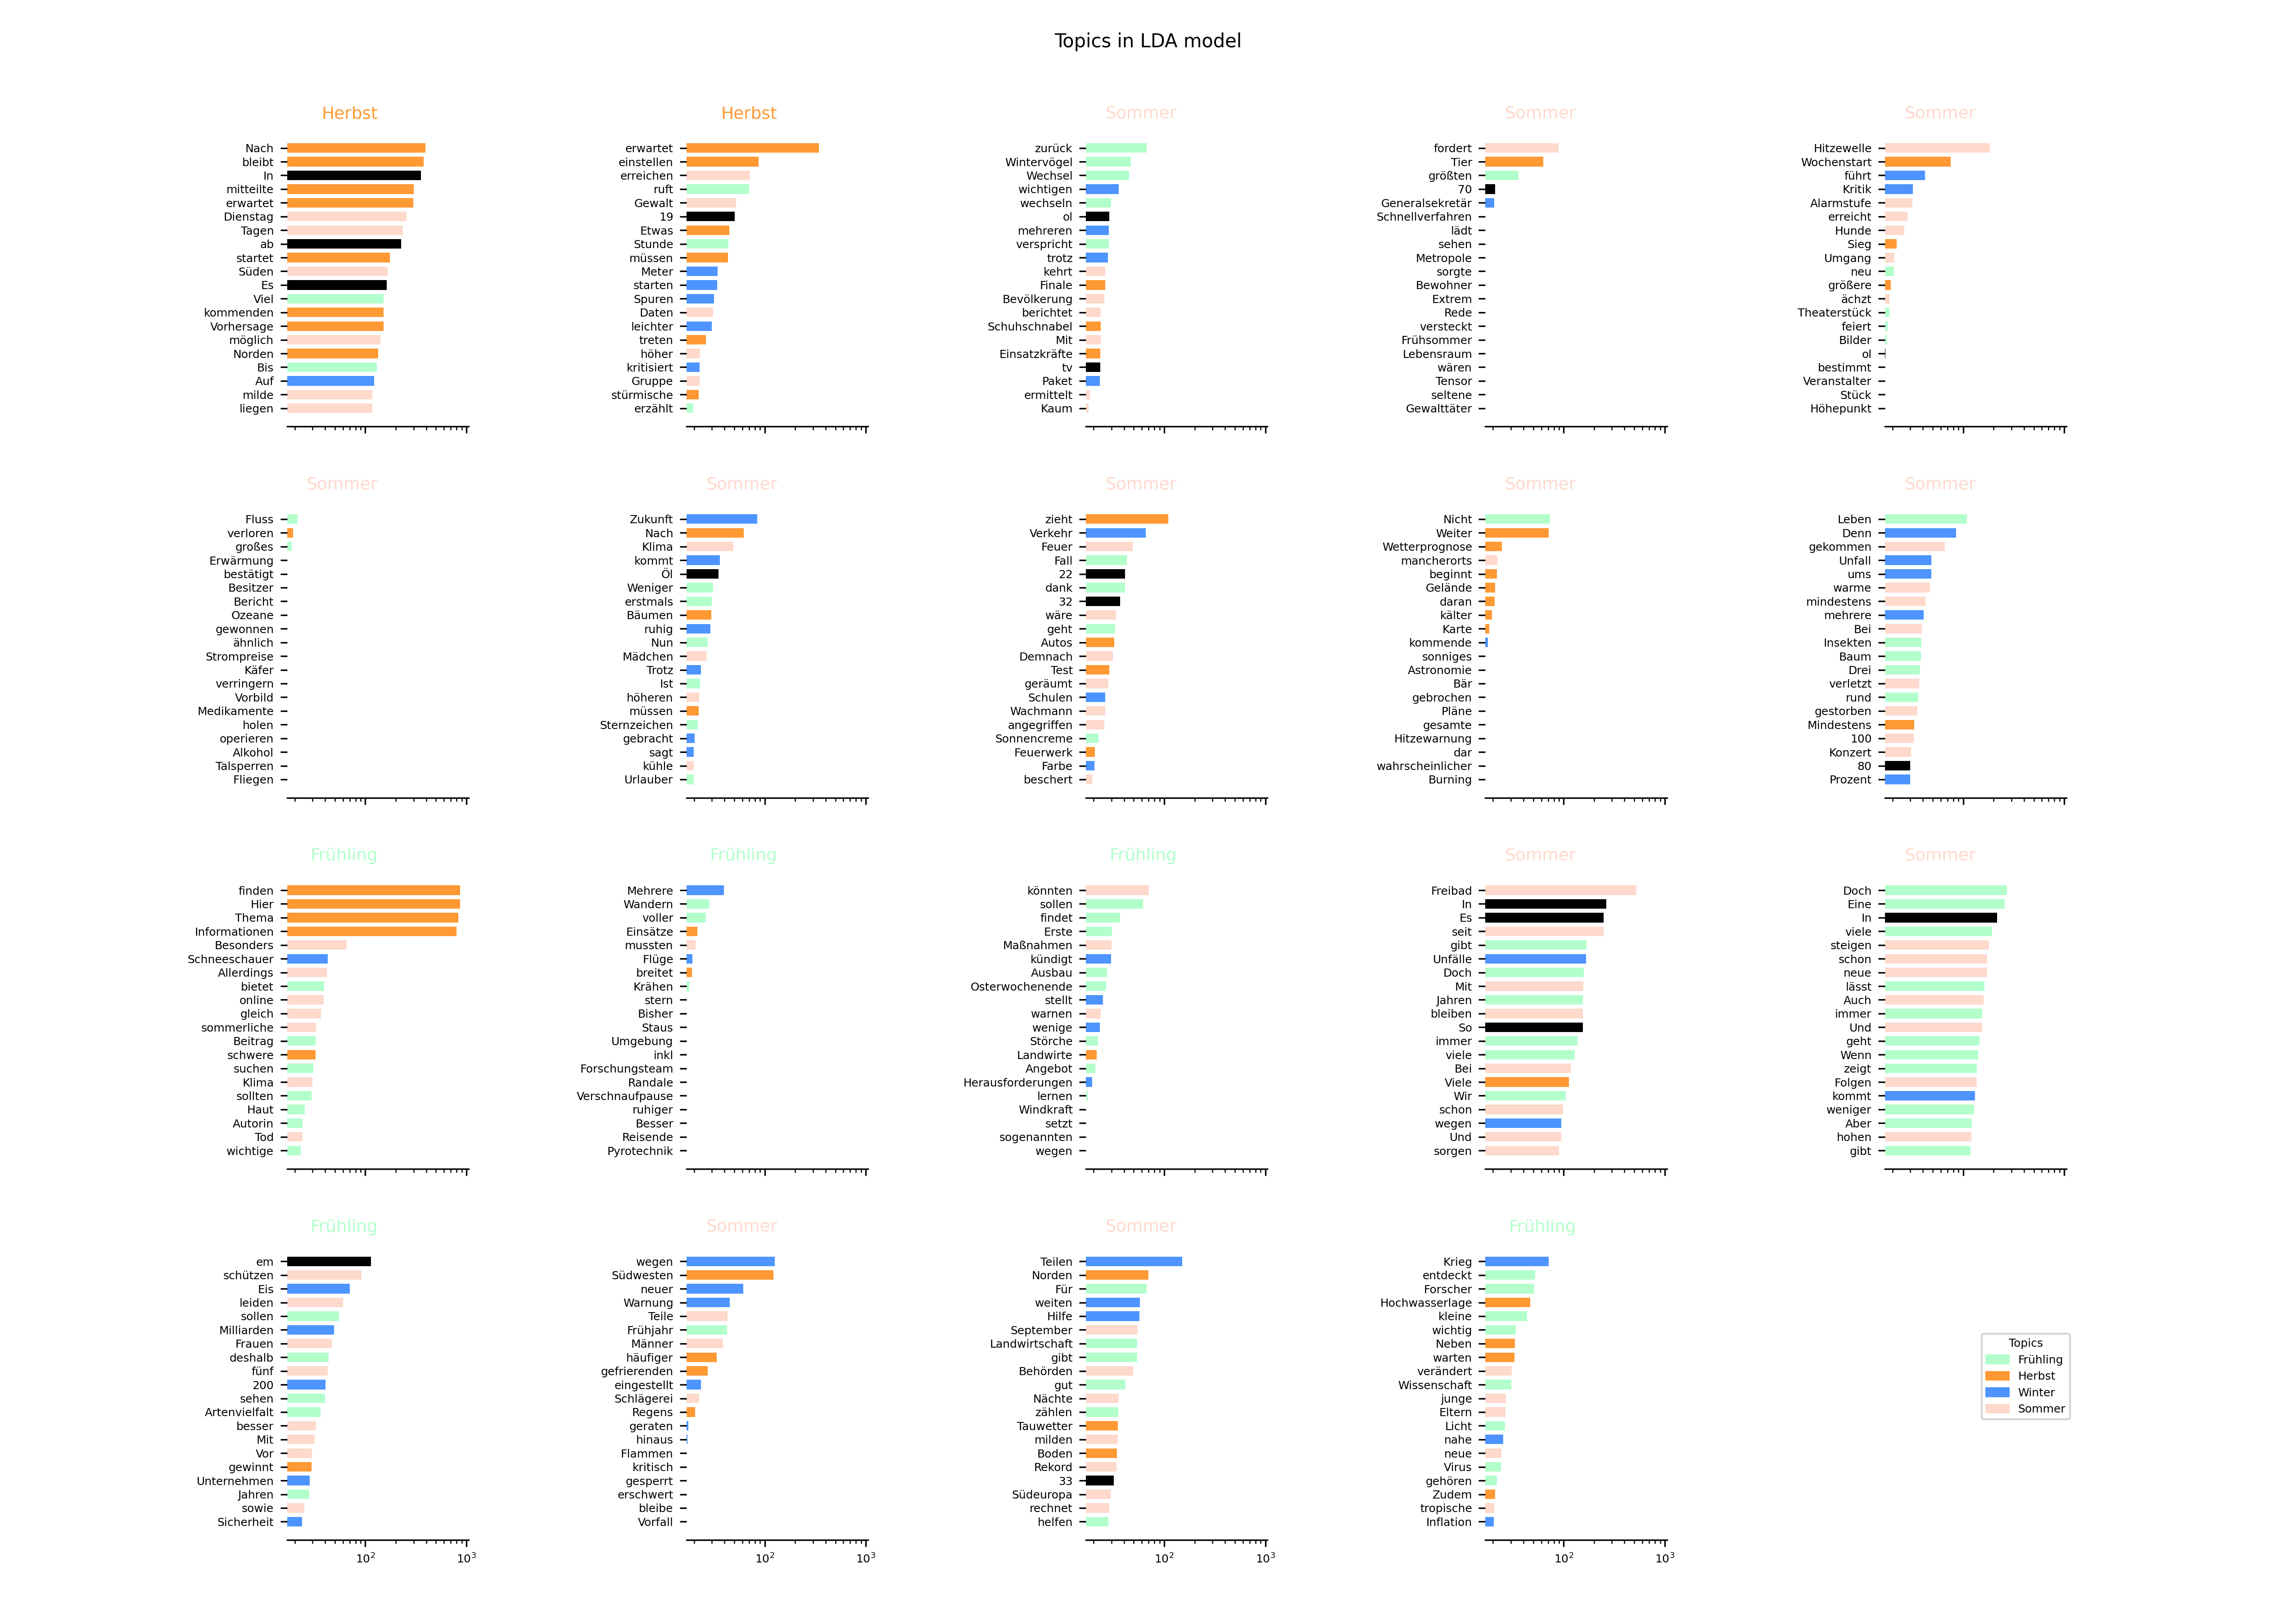 Topics in LDA model
Herbst
Nach
bleibt
In
mitteilte
erwartet
Dienstag
Tagen
ab
startet
Süden
Es
Viel
kommenden
Vorhersage
möglich
Norden
Bis
Auf
milde
liegen
Herbst
erwartet
einstellen
erreichen
ruft
Gewalt
19
Etwas
Stunde
müssen
Meter
starten
Spuren
Daten
leichter
treten
höher
kritisiert
Gruppe
stürmische
erzählt
Sommer
zurück
Wintervögel
Wechsel
wichtigen
wechseln
ol
mehreren
verspricht
trotz
kehrt
Finale
Bevölkerung
berichtet
Schuhschnabel
Mit
Einsatzkräfte
tv
Paket
ermittelt
Kaum
Sommer
fordert
Tier
größten
70
Generalsekretär
Schnellverfahren
lädt
sehen
Metropole
sorgte
Bewohner
Extrem
Rede
versteckt
Frühsommer
Lebensraum
wären
Tensor
seltene
Gewalttäter
Sommer
Hitzewelle
Wochenstart
führt
Kritik
Alarmstufe
erreicht
Hunde
Sieg
Umgang
neu
größere
ächzt
Theaterstück
feiert
Bilder
ol
bestimmt
Veranstalter
Stück
Höhepunkt
Sommer
Fluss
verloren
großes
Erwärmung
bestätigt
Besitzer
Bericht
Ozeane
gewonnen
ähnlich
Strompreise
Käfer
verringern
Vorbild
Medikamente
holen
operieren
Alkohol
Talsperren
Fliegen
Sommer
Zukunft
Nach
Klima
kommt
Öl
Weniger
erstmals
Bäumen
ruhig
Nun
Mädchen
Trotz
Ist
höheren
müssen
Sternzeichen
gebracht
sagt
kühle
Urlauber
Sommer
zieht
Verkehr
Feuer
Fall
22
dank
32
wäre
geht
Autos
Demnach
Test
geräumt
Schulen
Wachmann
angegriffen
Sonnencreme
Feuerwerk
Farbe
beschert
Sommer
Nicht
Weiter
Wetterprognose
mancherorts
beginnt
Gelände
daran
kälter
Karte
kommende
sonniges
Astronomie
Bär
gebrochen
Pläne
gesamte
Hitzewarnung
dar
wahrscheinlicher
Burning
Sommer
Leben
Denn
gekommen
Unfall
ums
warme
mindestens
mehrere
Bei
Insekten
Baum
Drei
verletzt
rund
gestorben
Mindestens
100
Konzert
80
Prozent
Frühling
finden
Hier
Thema
Informationen
Besonders
Schneeschauer
Allerdings
bietet
online
gleich
sommerliche
Beitrag
schwere
suchen
Klima
sollten
Haut
Autorin
Tod
wichtige
Frühling
Mehrere
Wandern
voller
Einsätze
mussten
Flüge
breitet
Krähen
stern
Bisher
Staus
Umgebung
inkl
Forschungsteam
Randale
Verschnaufpause
ruhiger
Besser
Reisende
Pyrotechnik
Frühling
könnten
sollen
findet
Erste
Maßnahmen
kündigt
Ausbau
Osterwochenende
stellt
warnen
wenige
Störche
Landwirte
Angebot
Herausforderungen
lernen
Windkraft
setzt
sogenannten
wegen
Sommer
Freibad
In
Es
seit
gibt
Unfälle
Doch
Mit
Jahren
bleiben
So
immer
viele
Bei
Viele
Wir
schon
wegen
Und
sorgen
Sommer
Doch
Eine
In
viele
steigen
schon
neue
lässt
Auch
immer
Und
geht
Wenn
zeigt
Folgen
kommt
weniger
Aber
hohen
gibt
Frühling
em
schützen
Eis
leiden
sollen
Milliarden
Frauen
deshalb
fünf
200
sehen
Artenvielfalt
besser
Mit
Vor
gewinnt
Unternehmen
Jahren
sowie
Sicherheit
10² 10³
Sommer
wegen
Südwesten
neuer
Warnung
Teile
Frühjahr
Männer
häufiger
gefrierenden
eingestellt
Schlägerei
Regens
geraten
hinaus
Flammen
kritisch
gesperrt
erschwert
bleibe
Vorfall
10² 10³
Sommer
Teilen
Norden
Für
weiten
Hilfe
September
Landwirtschaft
gibt
Behörden
gut
Nächte
zählen
Tauwetter
milden
Boden
Rekord
33
Südeuropa
rechnet
helfen
10² 10³
Frühling
Krieg
entdeckt
Forscher
Hochwasserlage
kleine
wichtig
Neben
warten
verändert
Wissenschaft
junge
Eltern
Licht
nahe
neue
Virus
gehören
Zudem
tropische
Inflation
10² 10³
Topics
Frühling
Herbst
Winter
Sommer